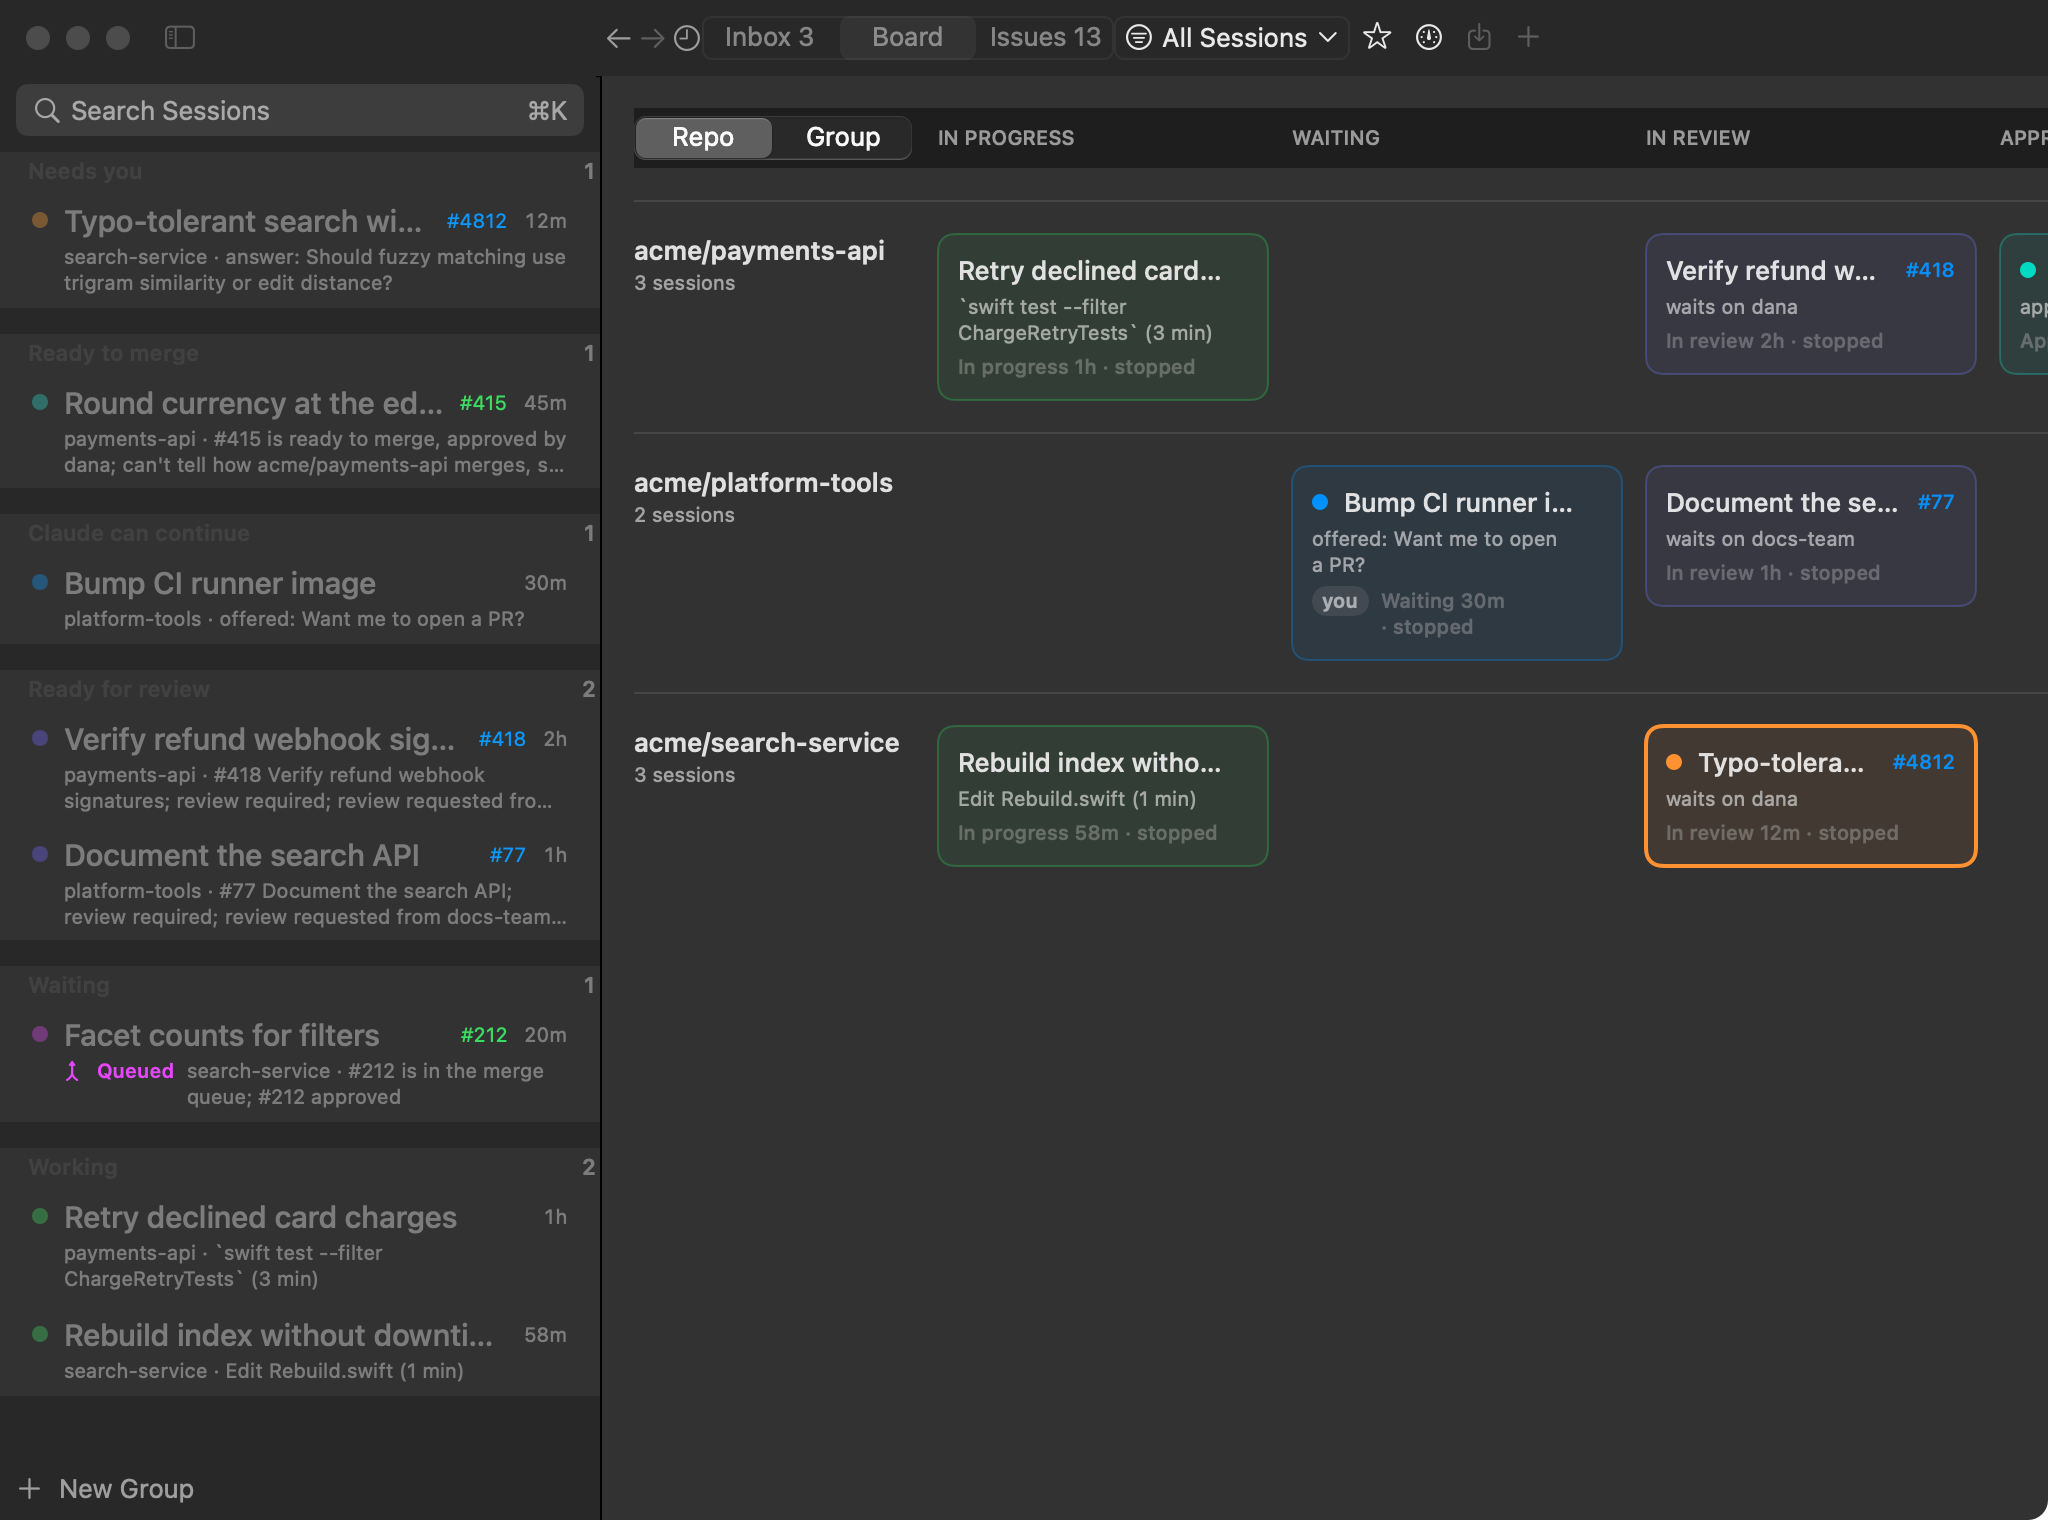 Inbox 3
Board
Issues 13
All Sessions
Search Sessions
⌘K
Needs you 1
Typo-tolerant search wi... #4812 12m
search-service · answer: Should fuzzy matching use
trigram similarity or edit distance?
Ready to merge 1
Round currency at the ed... #415 45m
payments-api · #415 is ready to merge, approved by
dana; can't tell how acme/payments-api merges, s...
Claude can continue 1
Bump CI runner image 30m
platform-tools · offered: Want me to open a PR?
Ready for review 2
Verify refund webhook sig... #418 2h
payments-api · #418 Verify refund webhook
signatures; review required; review requested fro...
Document the search API #77 1h
platform-tools · #77 Document the search API;
review required; review requested from docs-team...
Waiting 1
Facet counts for filters #212 20m
Queued search-service · #212 is in the merge
queue; #212 approved
Working 2
Retry declined card charges 1h
payments-api · `swift test --filter
ChargeRetryTests` (3 min)
Rebuild index without downti... 58m
search-service · Edit Rebuild.swift (1 min)
New Group
Repo
Group
IN PROGRESS
WAITING
IN REVIEW
APPR
acme/payments-api
3 sessions
Retry declined card...
`swift test --filter
ChargeRetryTests` (3 min)
In progress 1h · stopped
Verify refund w... #418
waits on dana
In review 2h · stopped
app
Ap
acme/platform-tools
2 sessions
Bump CI runner i...
offered: Want me to open
a PR?
you Waiting 30m
· stopped
Document the se... #77
waits on docs-team
In review 1h · stopped
acme/search-service
3 sessions
Rebuild index witho...
Edit Rebuild.swift (1 min)
In progress 58m · stopped
Typo-tolera... #4812
waits on dana
In review 12m · stopped